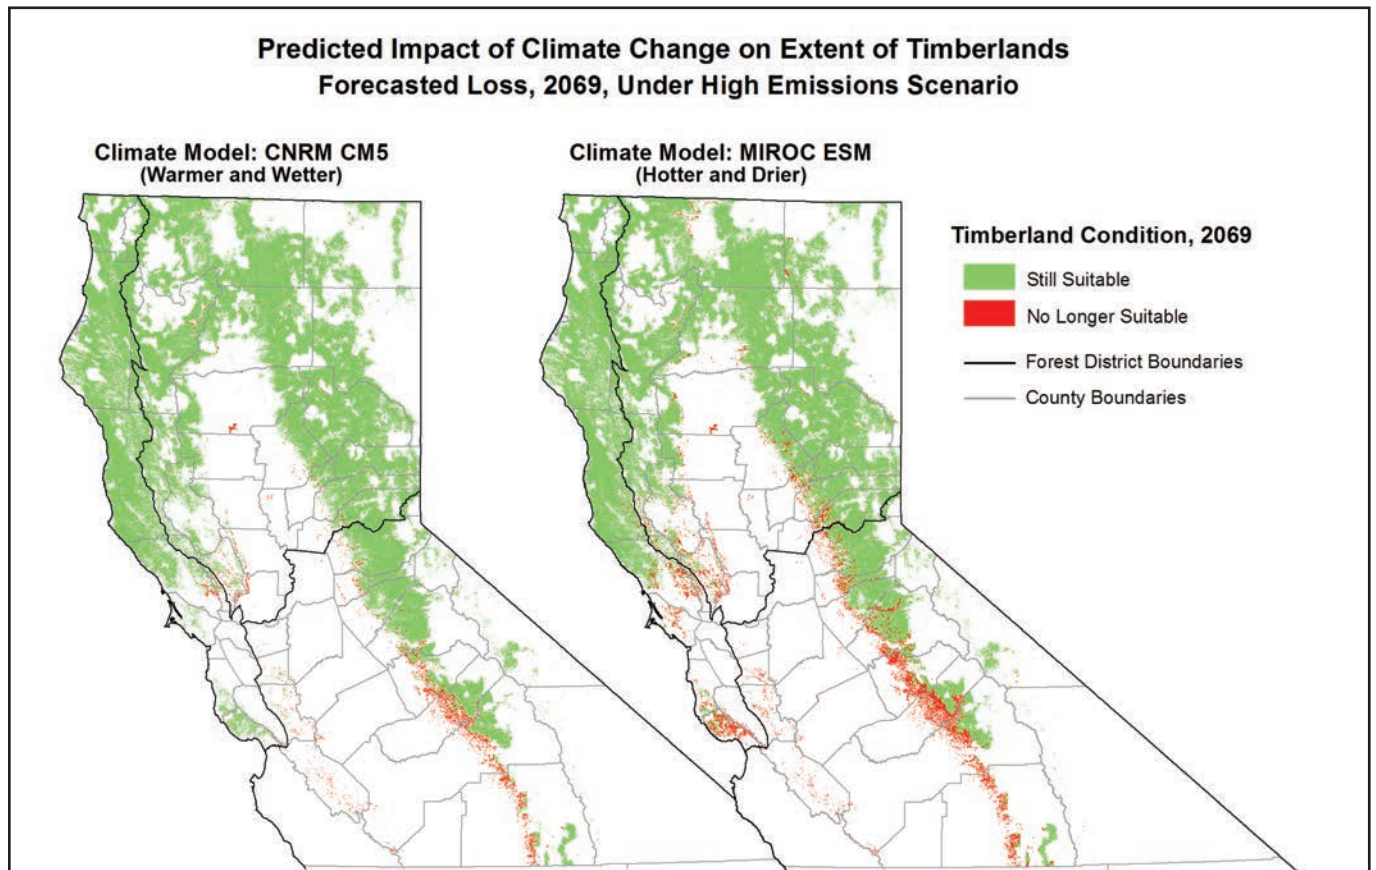 Predicted Impact of Climate Change on Extent of Timberlands
Forecasted Loss, 2069, Under High Emissions Scenario
Climate Model: CNRM CM5
(Warmer and Wetter)
Climate Model: MIROC ESM
(Hotter and Drier)
Timberland Condition, 2069
Still Suitable
No Longer Suitable
Forest District Boundaries
County Boundaries